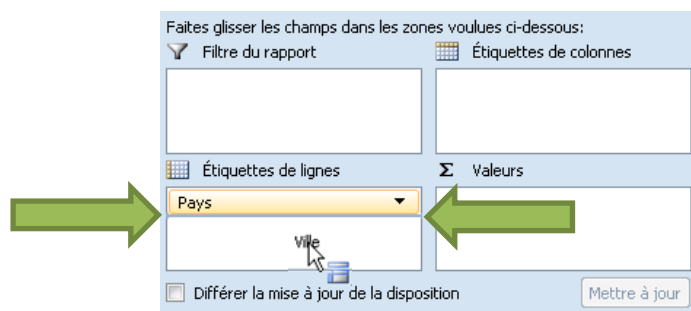 Faites glisser les champs dans les zones voulues ci-dessous:
Filtre du rapport
Étiquettes de colonnes
Étiquettes de lignes
Σ Valeurs
Pays
Ville
Différer la mise à jour de la disposition
Mettre à jour